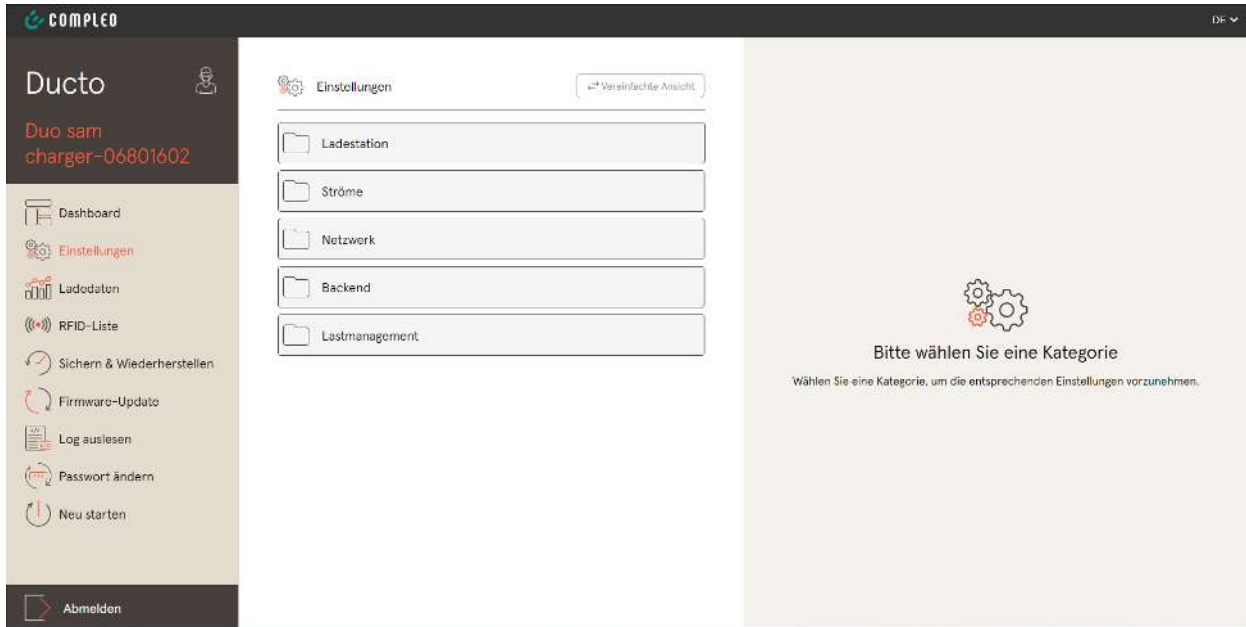 COMPLEO
DE
Ducto
Duo sam
charger-06801602
Dashboard
Einstellungen
Ladedaten
RFID-Liste
Sichern & Wiederherstellen
Firmware-Update
Log auslesen
Passwort ändern
Neu starten
Abmelden
Einstellungen
Vereinfachte Ansicht
Ladestation
Ströme
Netzwerk
Backend
Lastmanagement
Bitte wählen Sie eine Kategorie
Wählen Sie eine Kategorie, um die entsprechenden Einstellungen vorzunehmen.